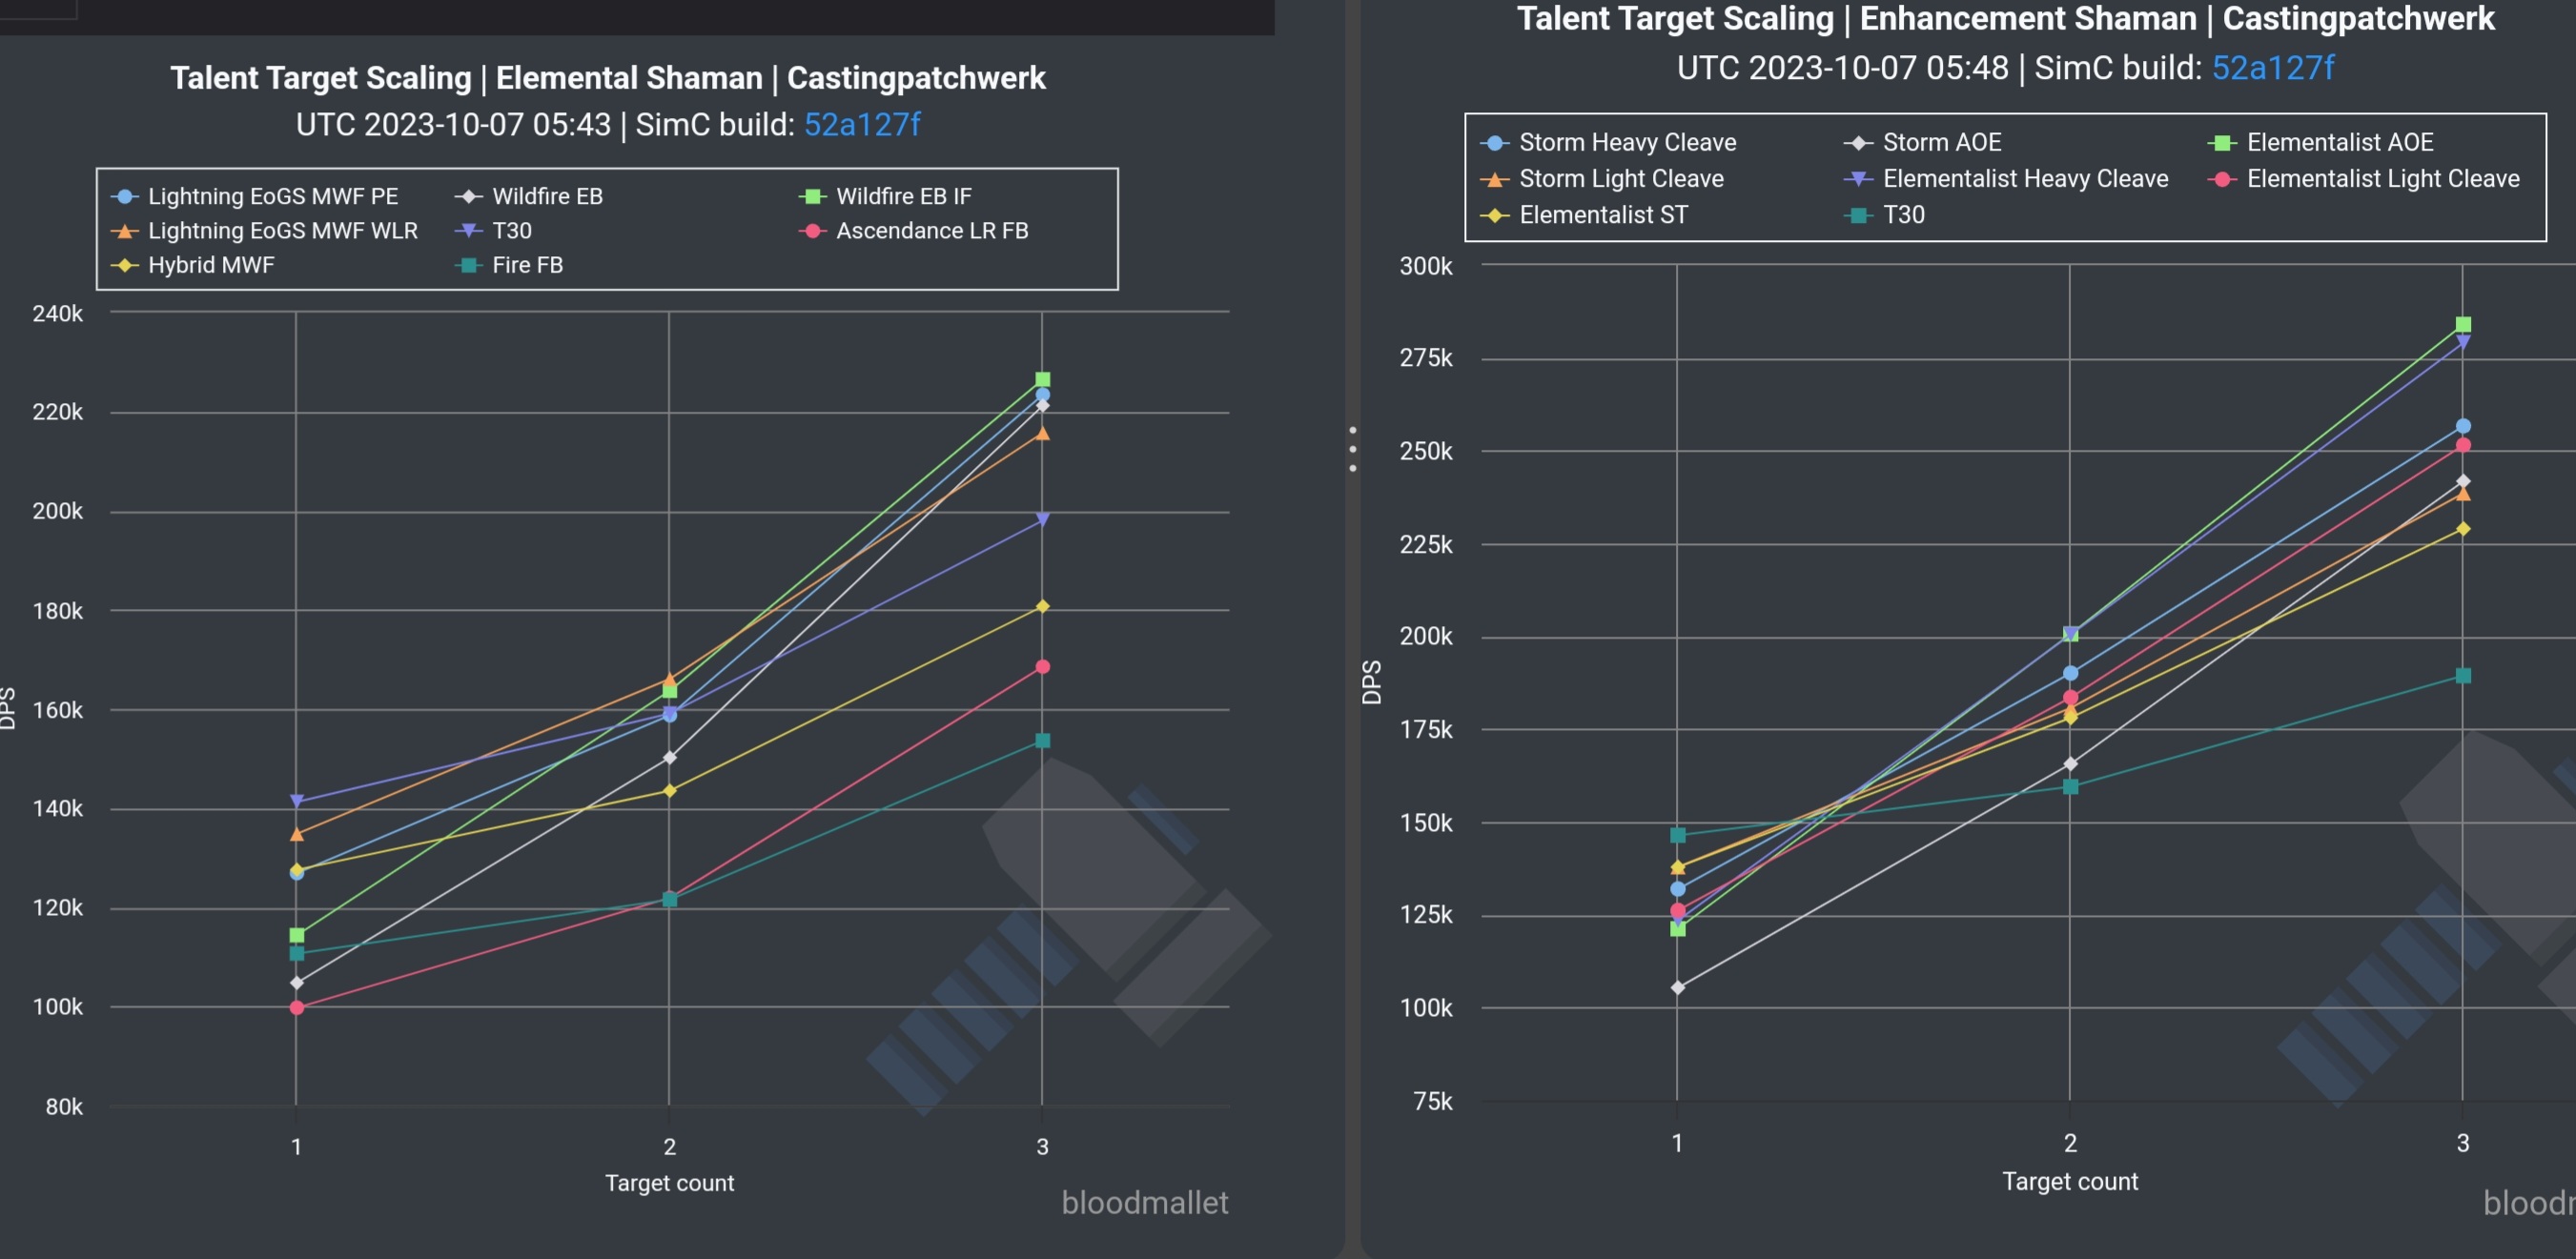 Talent Target Scaling | Elemental Shaman | Castingpatchwerk
UTC 2023-10-07 05:43 | SimC build: 52a127f
Lightning EoGS MWF PE
Wildfire EB
Wildfire EB IF
Lightning EoGS MWF WLR
T30
Ascendance LR FB
Hybrid MWF
Fire FB
240k
220k
200k
180k
160k
140k
120k
100k
80k
DPS
1
2
3
Target count
bloodmallet
Talent Target Scaling | Enhancement Shaman | Castingpatchwerk
UTC 2023-10-07 05:48 | SimC build: 52a127f
Storm Heavy Cleave
Storm AOE
Elementalist AOE
Storm Light Cleave
Elementalist Heavy Cleave
Elementalist Light Cleave
Elementalist ST
T30
300k
275k
250k
225k
200k
175k
150k
125k
100k
75k
DPS
1
2
3
Target count